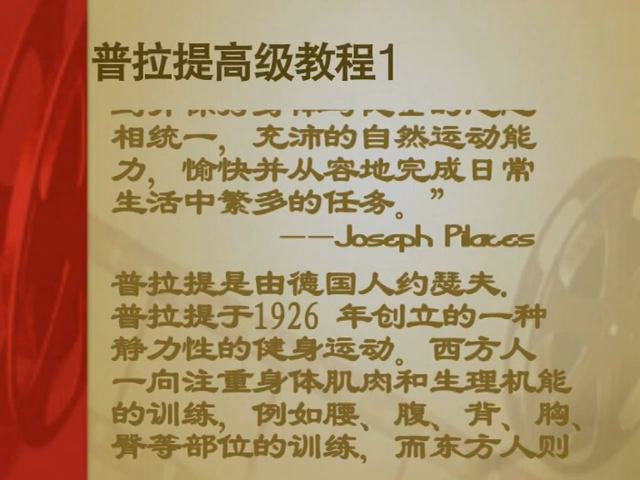 普拉提高级教程1
相统一，充沛的自然运动能
力，愉快并从容地完成日常
生活中繁多的任务。”
——Joseph Pilates
普拉提是由德国人约瑟夫.
普拉提于1926 年创立的一种
静力性的健身运动。西方人
一向注重身体肌肉和生理机能
的训练，例如腰、腹、背、胸、
臀等部位的训练，而东方人则